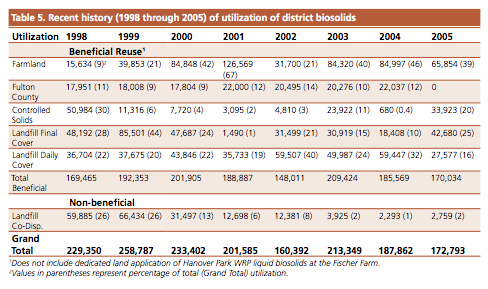 Table 5. Recent history (1998 through 2005) of utilization of district biosolids
Utilization 1998 1999 2000 2001 2002 2003 2004 2005
Beneficial Reuse¹
Farmland 15,634 (9)² 39,853 (21) 84,848 (42) 126,569 (67) 31,700 (21) 84,320 (40) 84,997 (46) 65,854 (39)
Fulton County 17,951 (11) 18,008 (9) 17,804 (9) 22,000 (12) 20,495 (14) 20,276 (10) 22,037 (12) 0
Controlled Solids 50,984 (30) 11,316 (6) 7,720 (4) 3,095 (2) 4,810 (3) 23,922 (11) 680 (0.4) 33,923 (20)
Landfill Final Cover 48,192 (28) 85,501 (44) 47,687 (24) 1,490 (1) 31,499 (21) 30,919 (15) 18,408 (10) 42,680 (25)
Landfill Daily Cover 36,704 (22) 37,675 (20) 43,846 (22) 35,733 (19) 59,507 (40) 49,987 (24) 59,447 (32) 27,577 (16)
Total Beneficial 169,465 192,353 201,905 188,887 148,011 209,424 185,569 170,034
Non-beneficial
Landfill Co-Disp. 59,885 (26) 66,434 (26) 31,497 (13) 12,698 (6) 12,381 (8) 3,925 (2) 2,293 (1) 2,759 (2)
Grand Total 229,350 258,787 233,402 201,585 160,392 213,349 187,862 172,793
¹Does not include dedicated land application of Hanover Park WRP liquid biosolids at the Fischer Farm.
²Values in parentheses represent percentage of total (Grand Total) utilization.